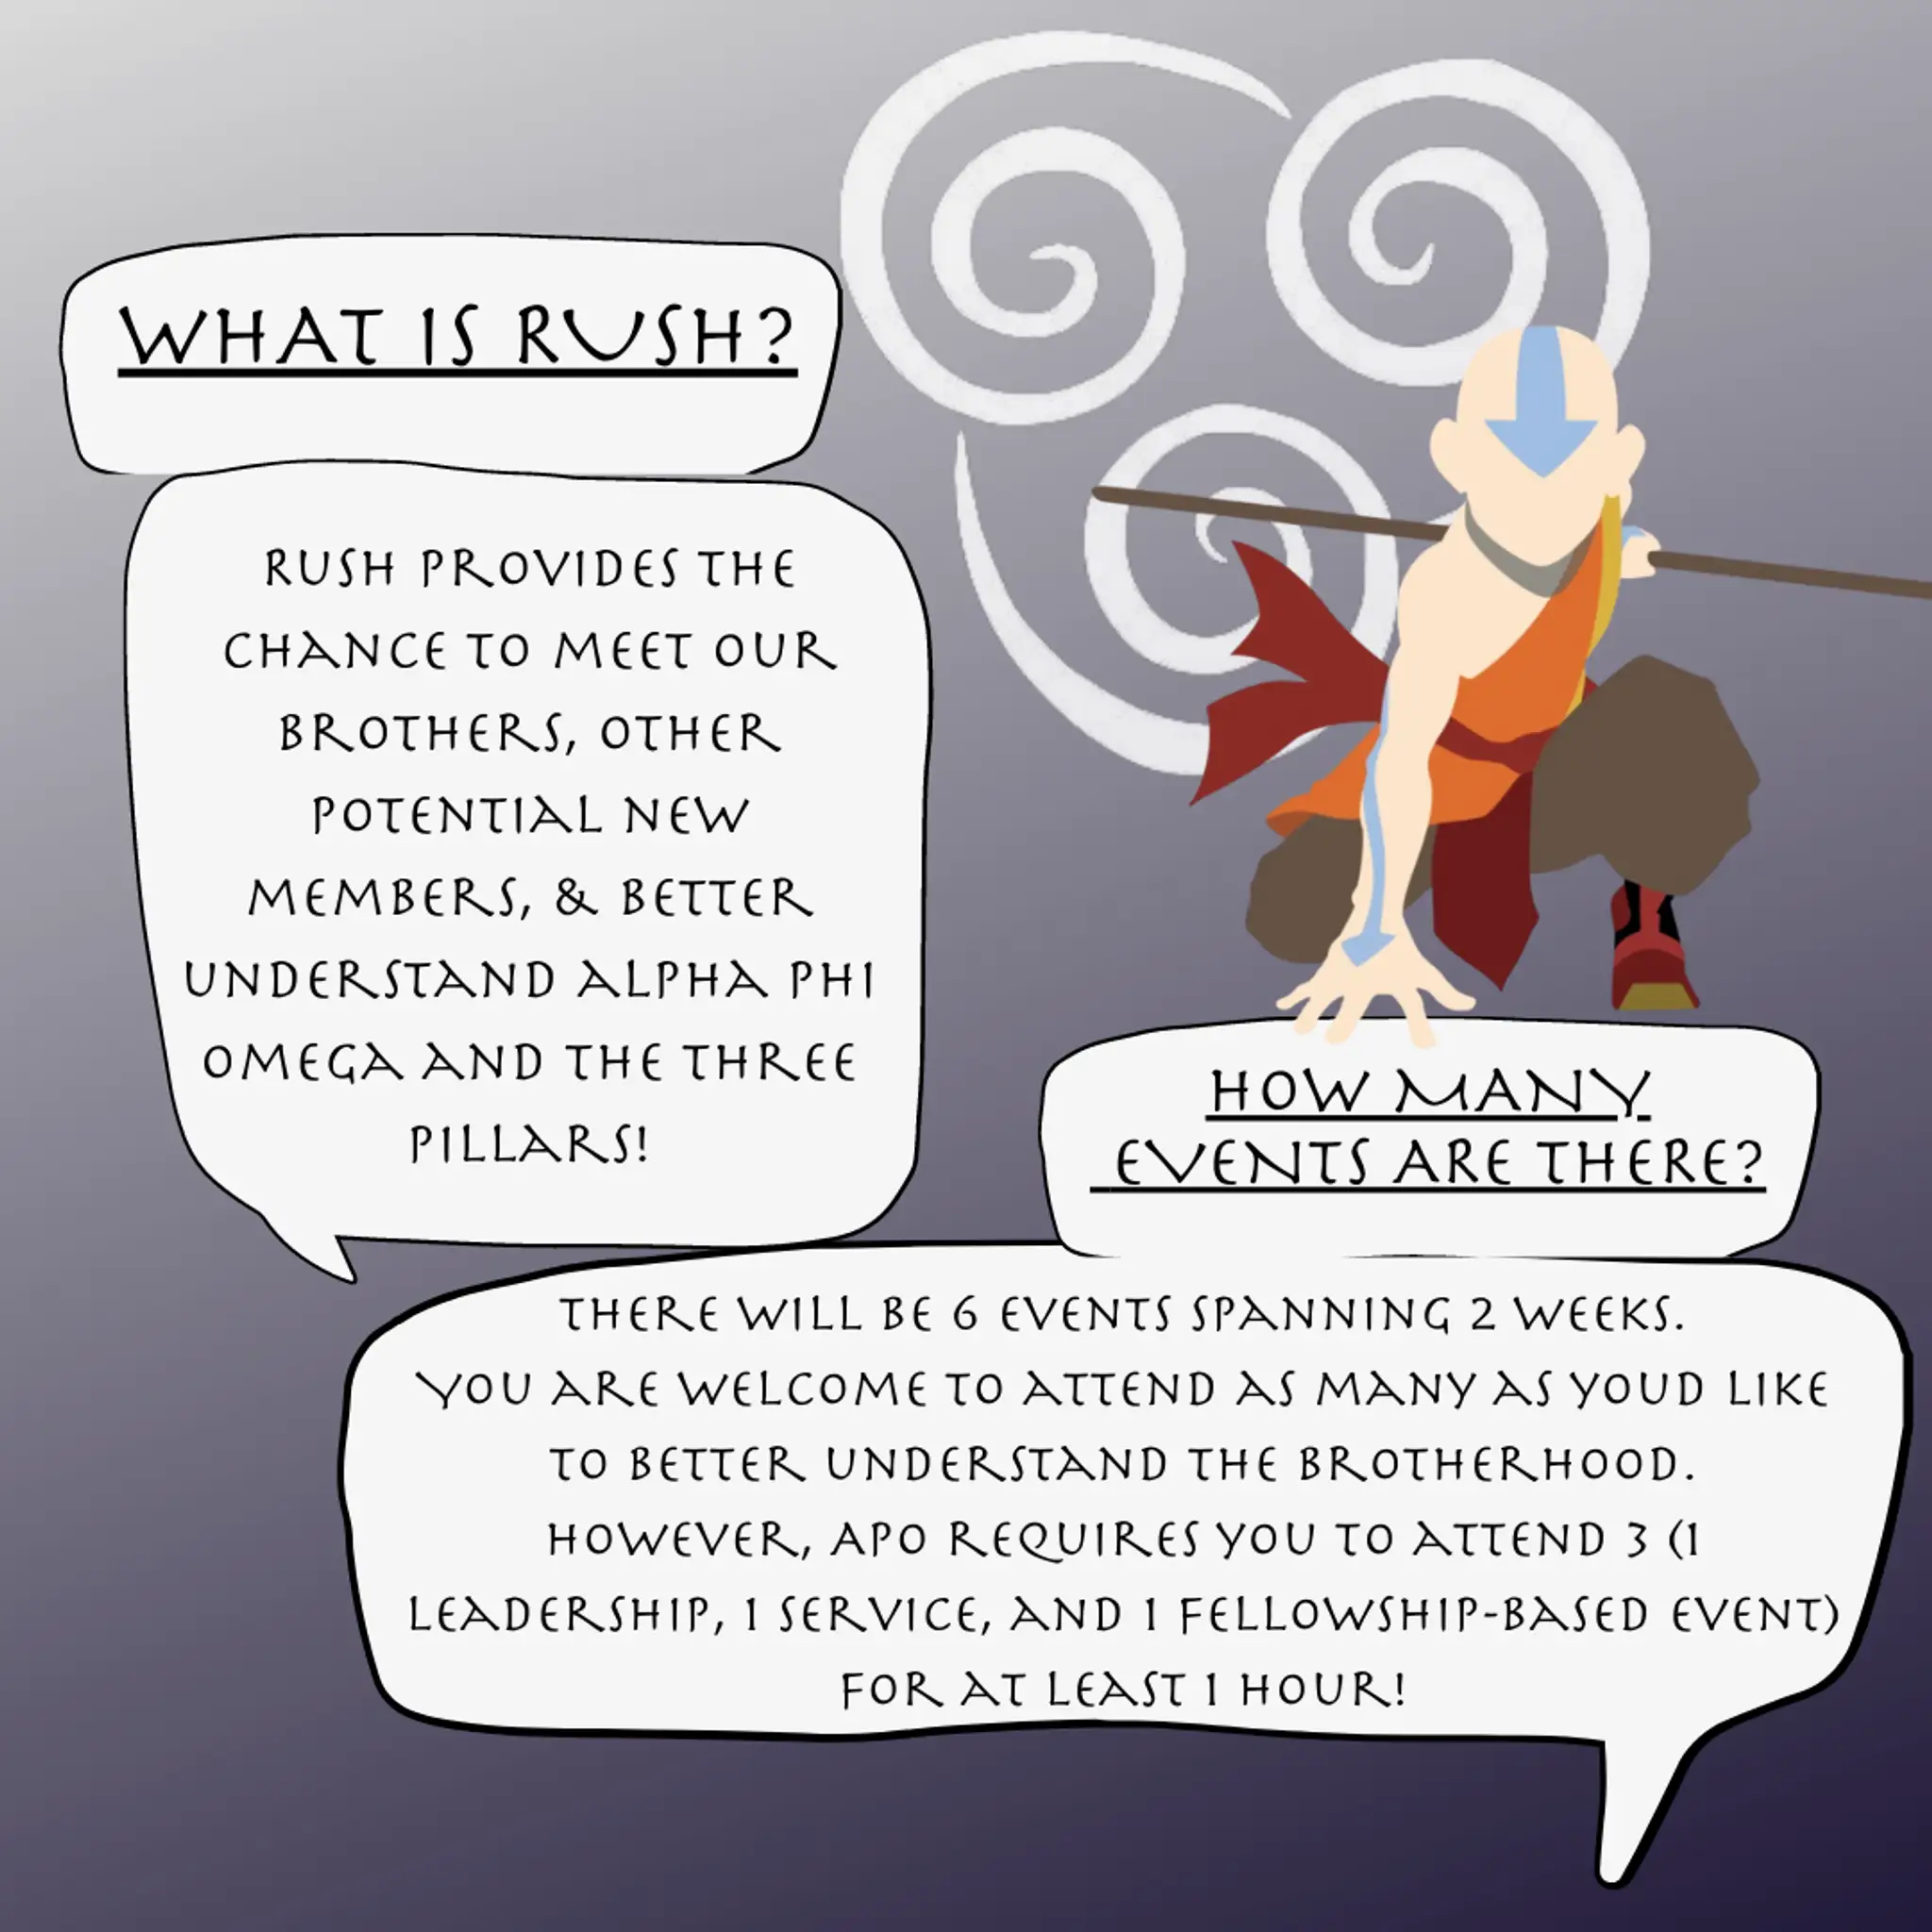 WHAT IS RUSH?
RUSH PROVIDES THE
CHANCE TO MEET OUR
BROTHERS, OTHER
POTENTIAL NEW
MEMBERS, & BETTER
UNDERSTAND ALPHA PHI
OMEGA AND THE THREE
PILLARS!
HOW MANY
EVENTS ARE THERE?
THERE WILL BE 6 EVENTS SPANNING 2 WEEKS.
YOU ARE WELCOME TO ATTEND AS MANY AS YOUD LIKE
TO BETTER UNDERSTAND THE BROTHERHOOD.
HOWEVER, APO REQUIRES YOU TO ATTEND 3 (1
LEADERSHIP, 1 SERVICE, AND 1 FELLOWSHIP-BASED EVENT)
FOR AT LEAST 1 HOUR!